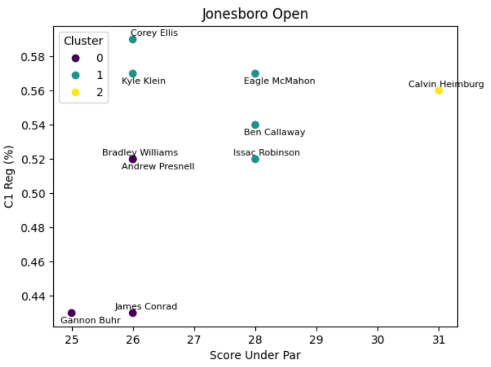 Jonesboro Open
Cluster
0
1
2
Corey Ellis
Kyle Klein
Eagle McMahon
Calvin Heimburg
Ben Callaway
Bradley Williams
Issac Robinson
Andrew Presnell
James Conrad
Gannon Buhr
0.58
0.56
0.54
0.52
0.50
0.48
0.46
0.44
C1 Reg (%)
25 26 27 28 29 30 31
Score Under Par